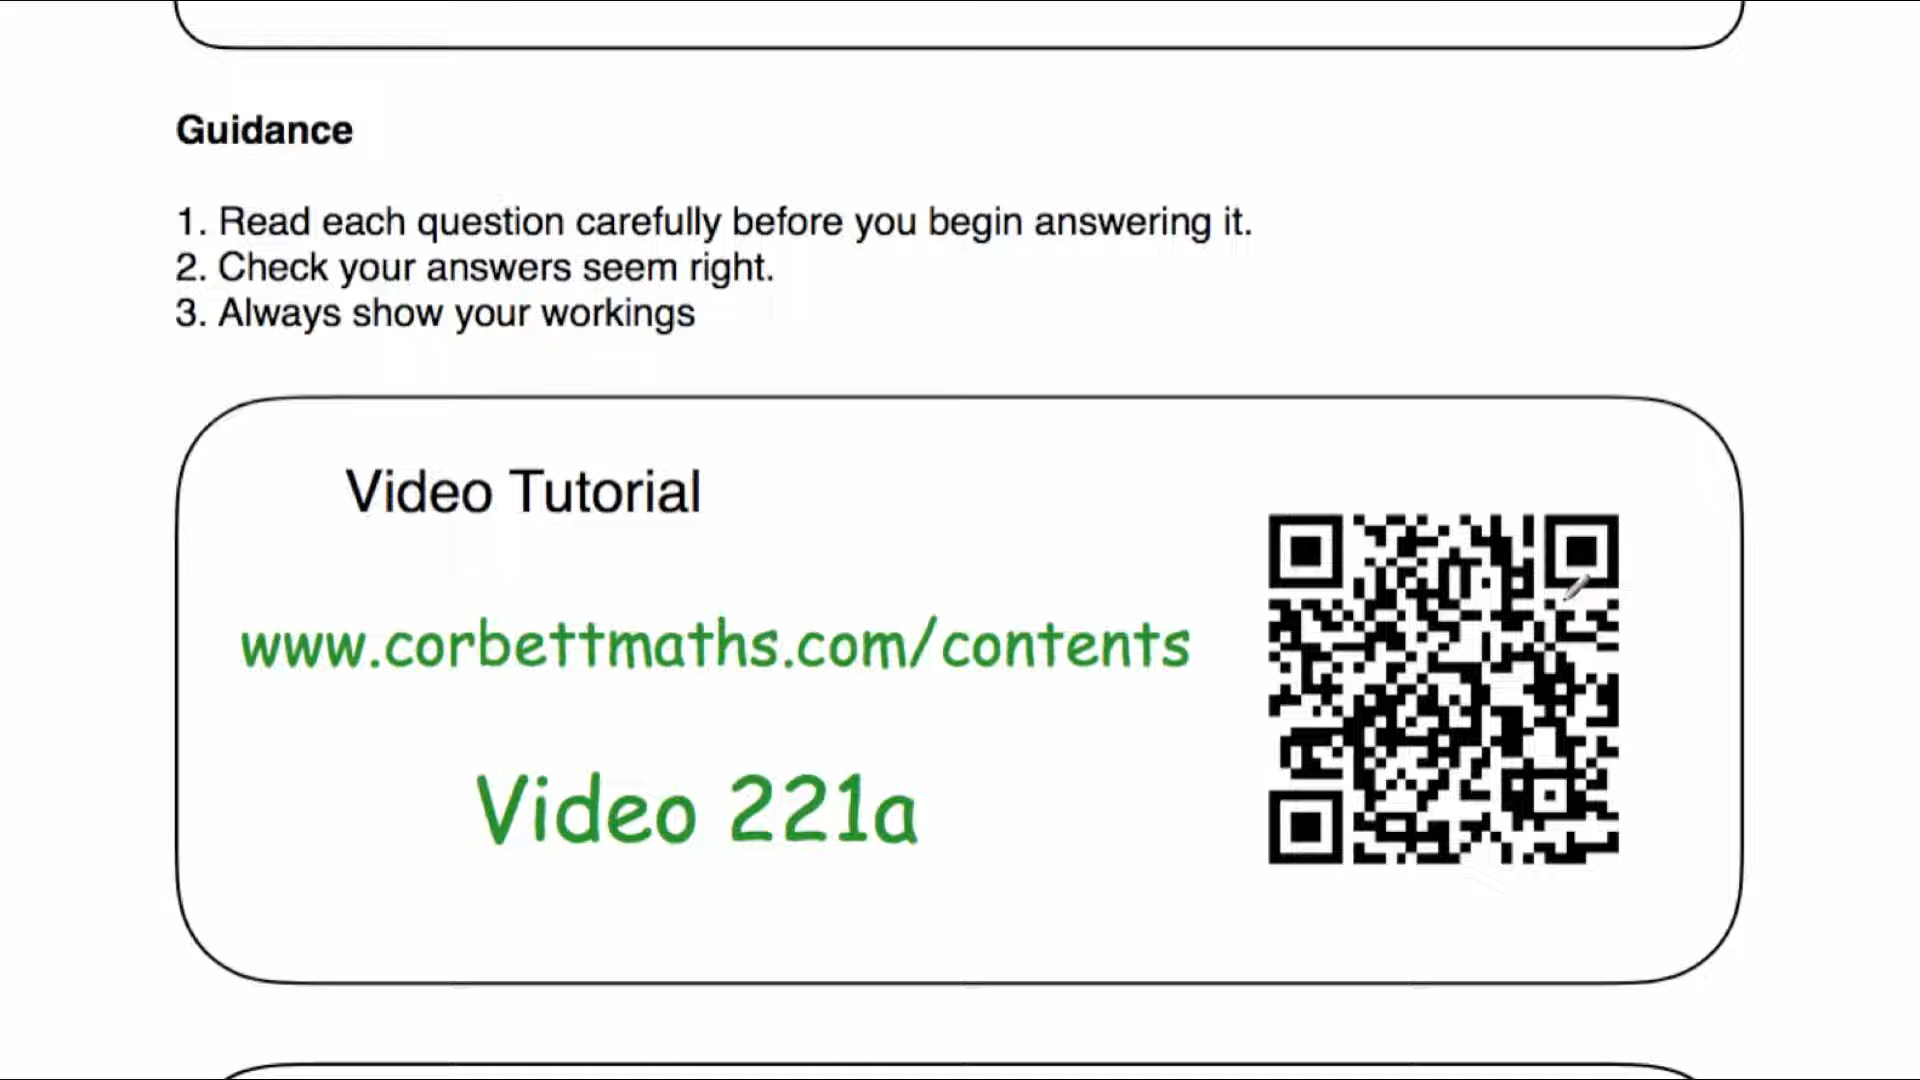 Guidance
1. Read each question carefully before you begin answering it.
2. Check your answers seem right.
3. Always show your workings
Video Tutorial
www.corbettmaths.com/contents
Video 221a